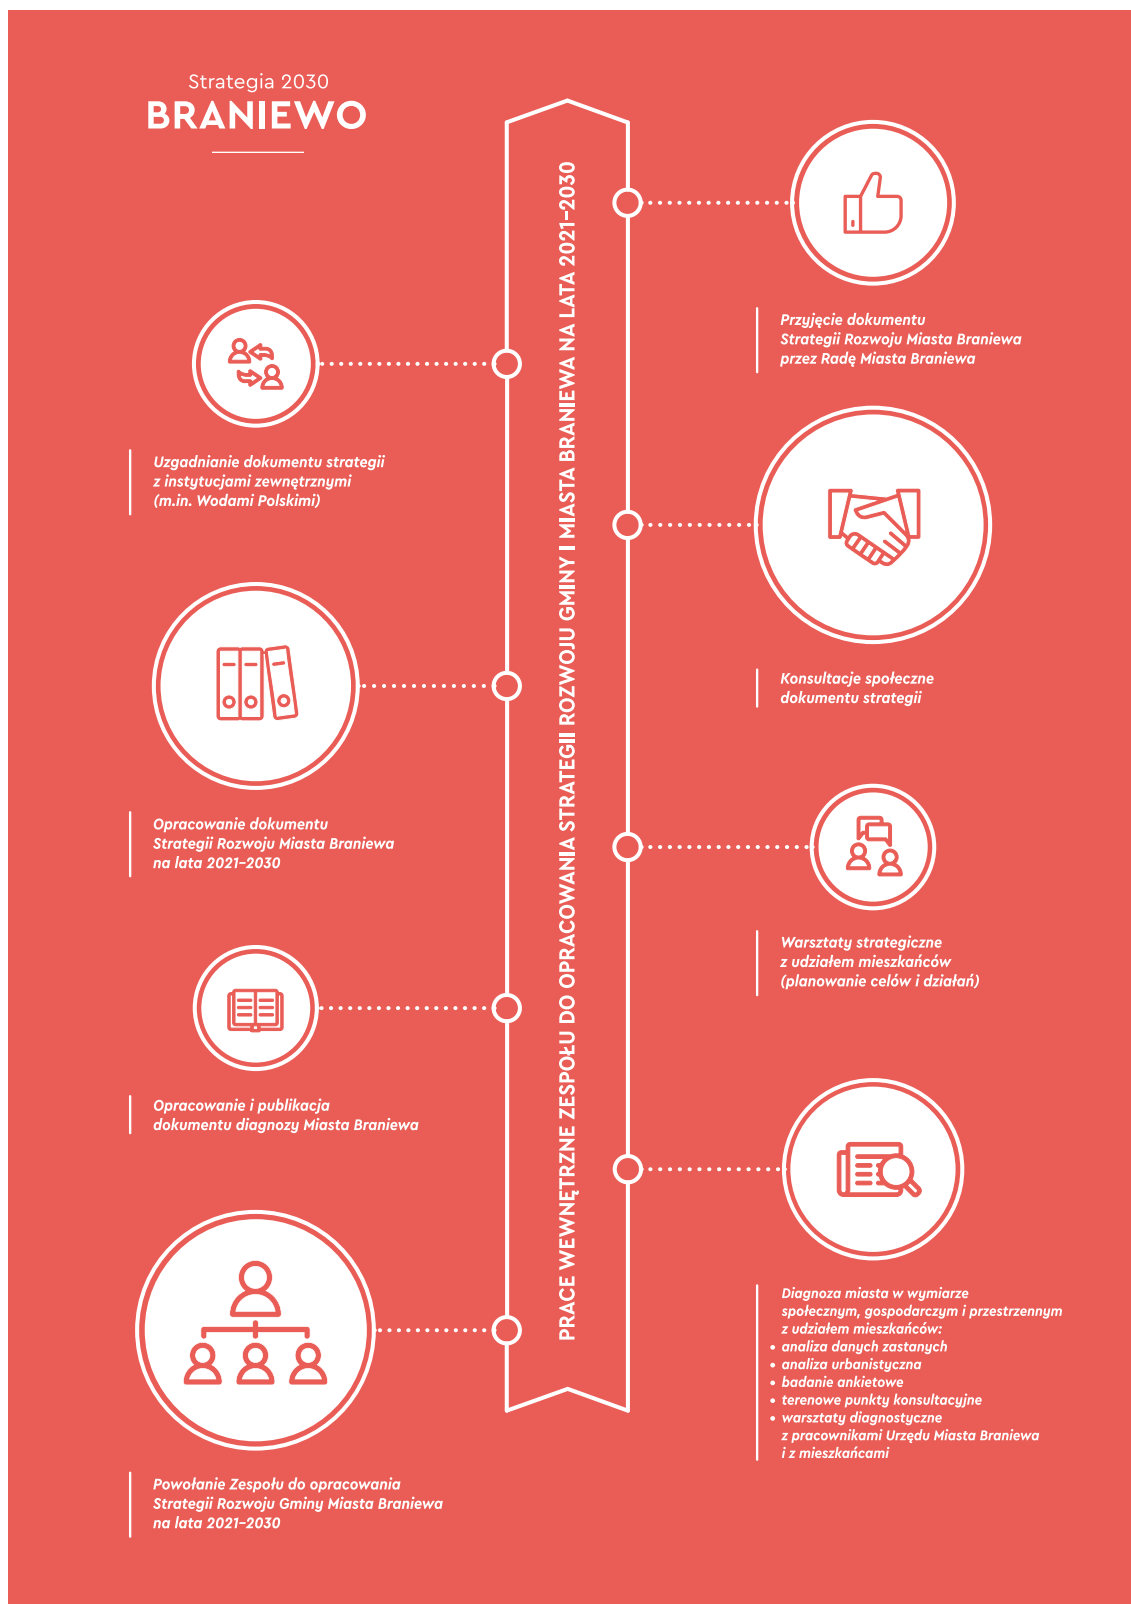 Strategia 2030
BRANIEWO
PRACE WEWNĘTRZNE ZESPOŁU DO OPRACOWANIA STRATEGII ROZWOJU GMINY I MIASTA BRANIEWA NA LATA 2021–2030
Przyjęcie dokumentu
Strategii Rozwoju Miasta Braniewa
przez Radę Miasta Braniewa
Uzgadnianie dokumentu strategii
z instytucjami zewnętrznymi
(m.in. Wodami Polskimi)
Konsultacje społeczne
dokumentu strategii
Opracowanie dokumentu
Strategii Rozwoju Miasta Braniewa
na lata 2021–2030
Warsztaty strategiczne
z udziałem mieszkańców
(planowanie celów i działań)
Opracowanie i publikacja
dokumentu diagnozy Miasta Braniewa
Diagnoza miasta w wymiarze
społecznym, gospodarczym i przestrzennym
z udziałem mieszkańców:
• analiza danych zastanych
• analiza urbanistyczna
• badanie ankietowe
• terenowe punkty konsultacyjne
• warsztaty diagnostyczne
z pracownikami Urzędu Miasta Braniewa
i z mieszkańcami
Powołanie Zespołu do opracowania
Strategii Rozwoju Gminy Miasta Braniewa
na lata 2021–2030